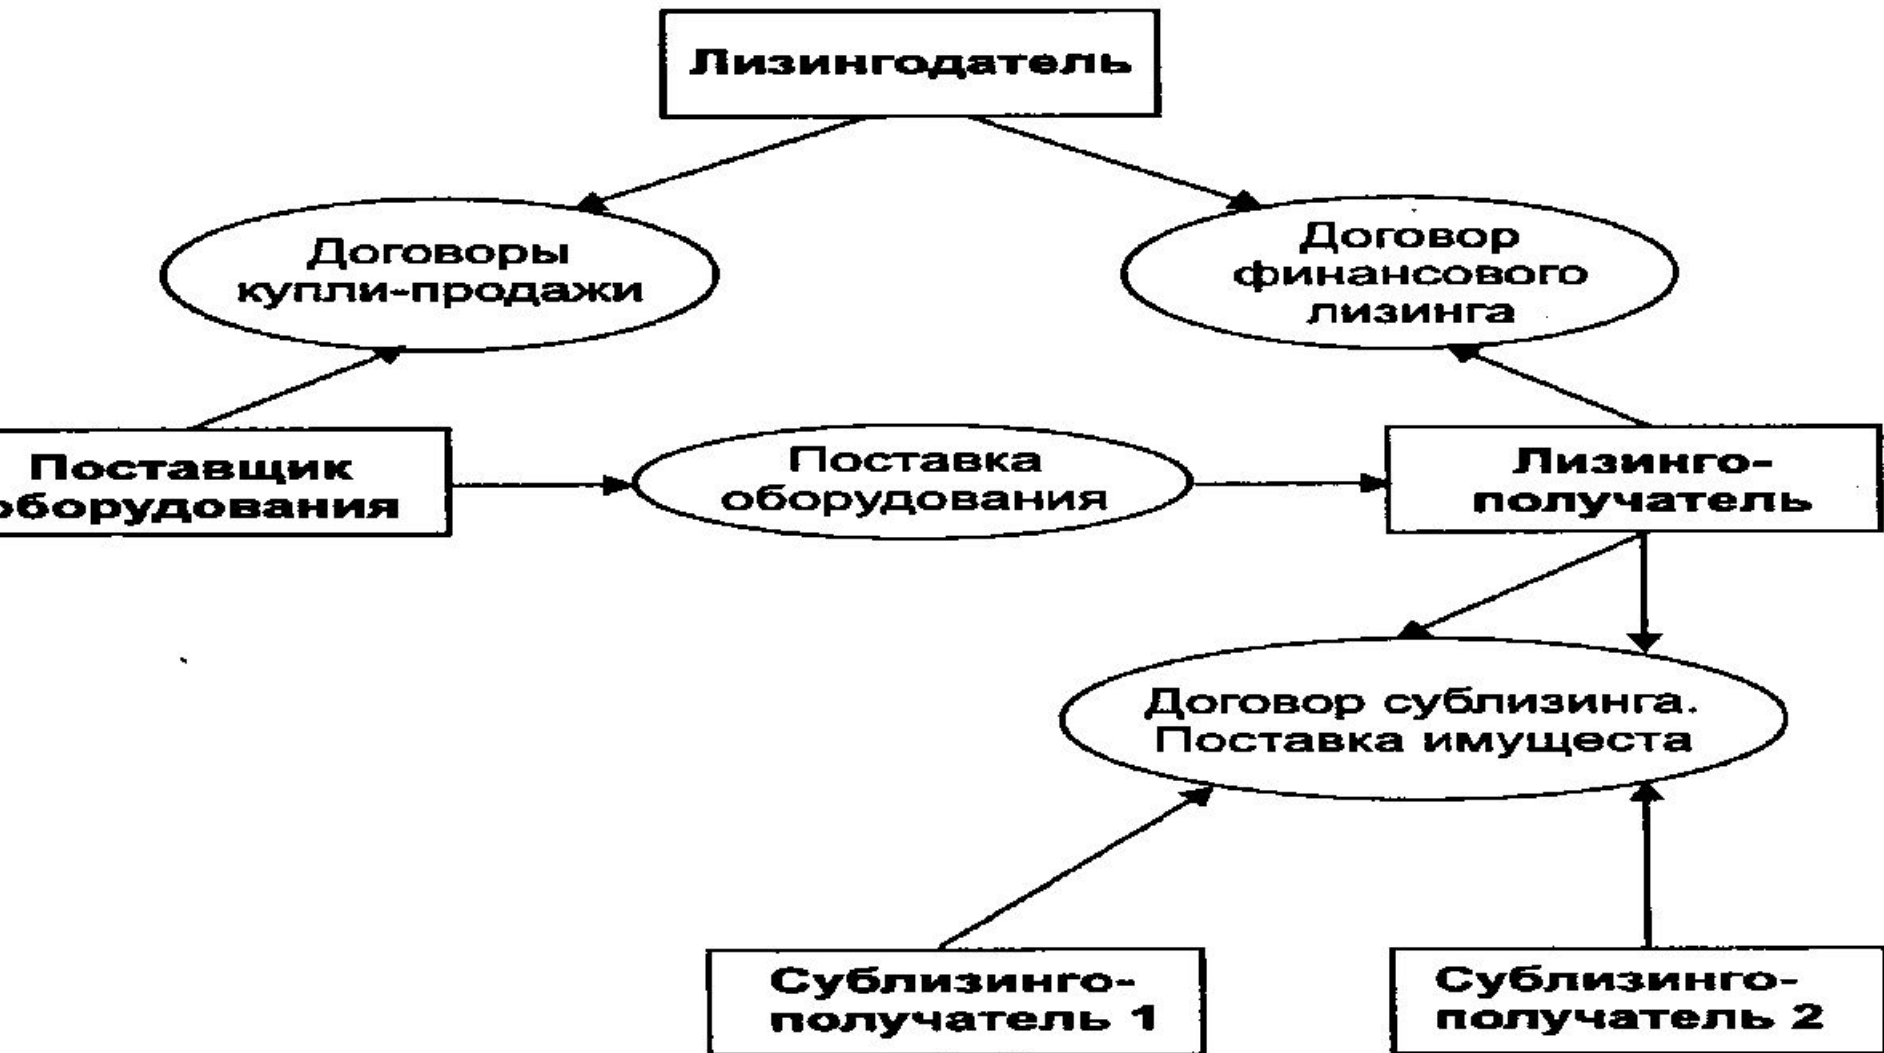 Лизингодатель
Договоры
купли-продажи
Договор
финансового
лизинга
Поставщик
оборудования
Поставка
оборудования
Лизинго-
получатель
Договор сублизинга.
Поставка имущеста
Сублизинго-
получатель 1
Сублизинго-
получатель 2